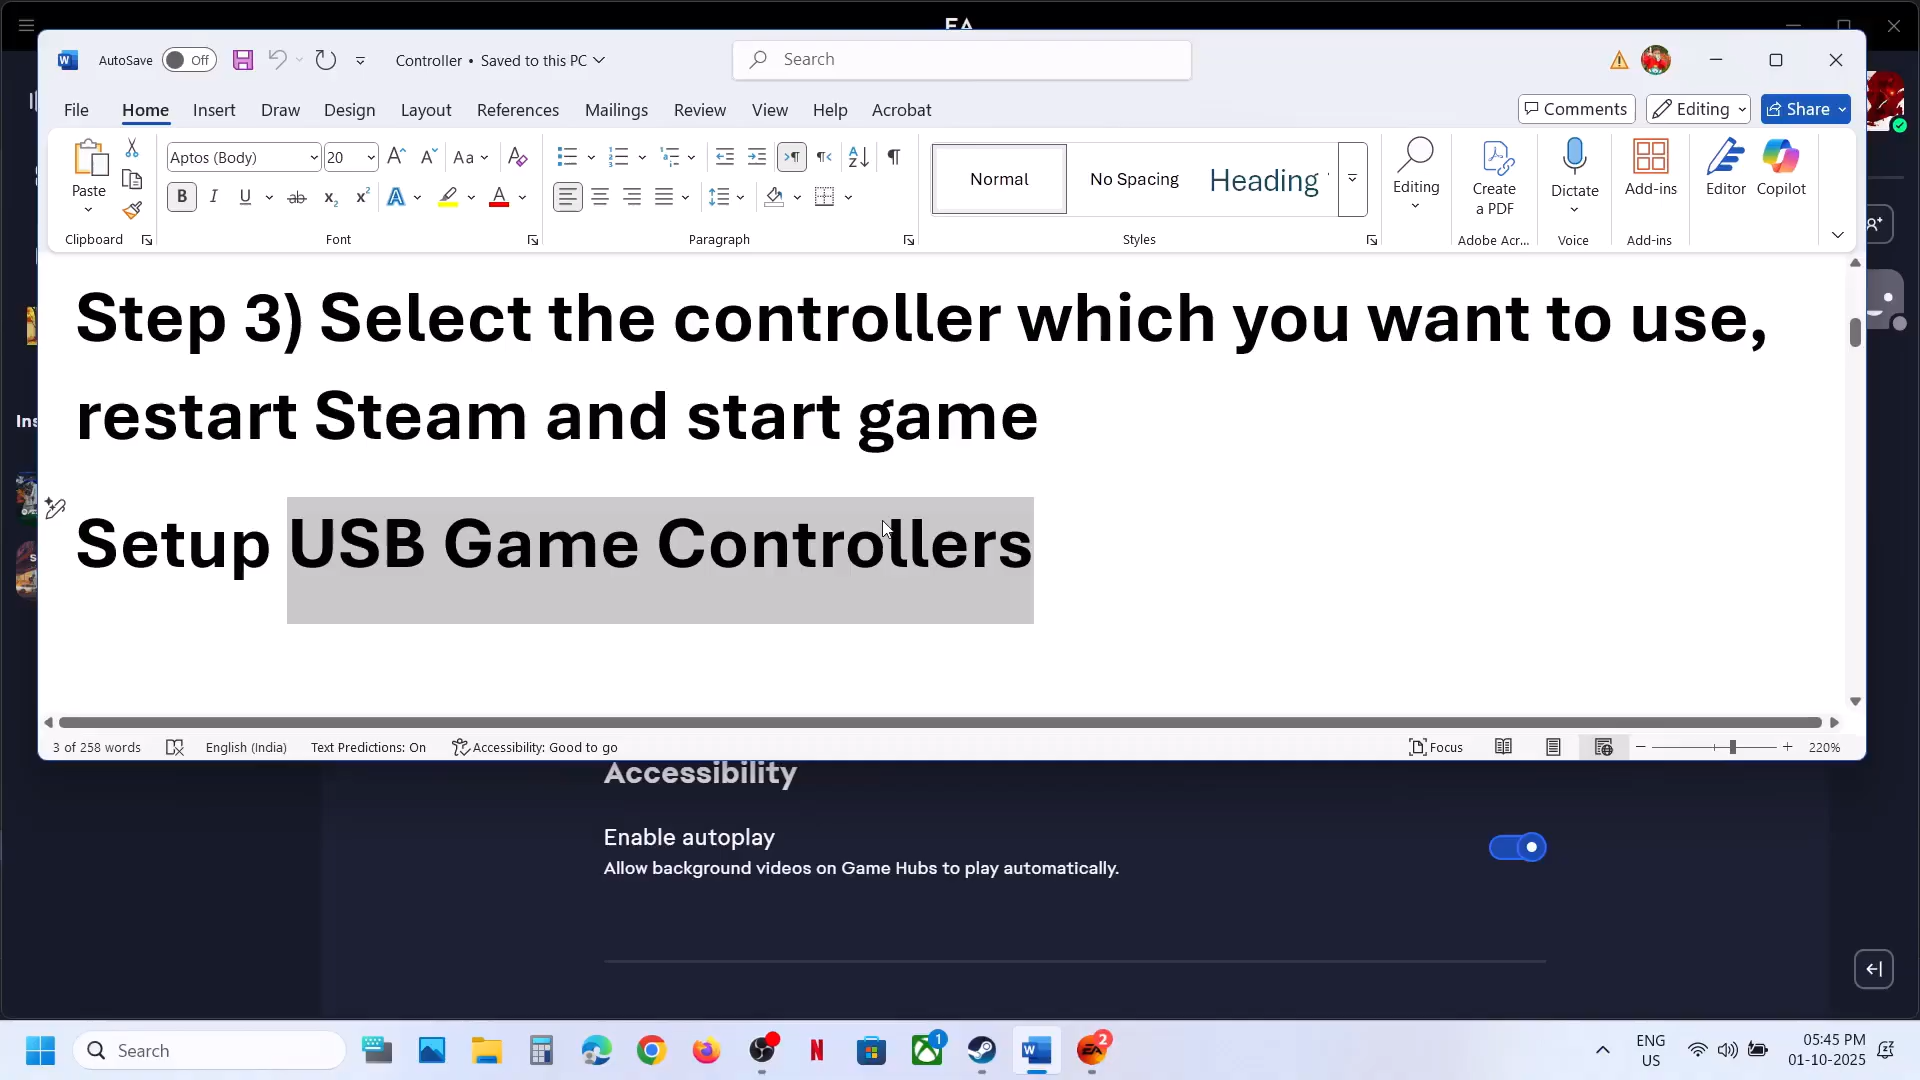 EA
AutoSave Off Controller • Saved to this PC Search
File Home Insert Draw Design Layout References Mailings Review View Help Acrobat Comments Editing Share
Paste Aptos (Body) 20 Aa
Normal No Spacing Heading
Editing Create a PDF Dictate Add-ins Editor Copilot
Clipboard Font Paragraph Styles Adobe Acr... Voice Add-ins
Step 3) Select the controller which you want to use,
restart Steam and start game
Setup USB Game Controllers
Ins
3 of 258 words English (India) Text Predictions: On Accessibility: Good to go Focus 220%
Accessibility
Enable autoplay
Allow background videos on Game Hubs to play automatically.
Search 1 2 ENG US 05:45 PM 01-10-2025